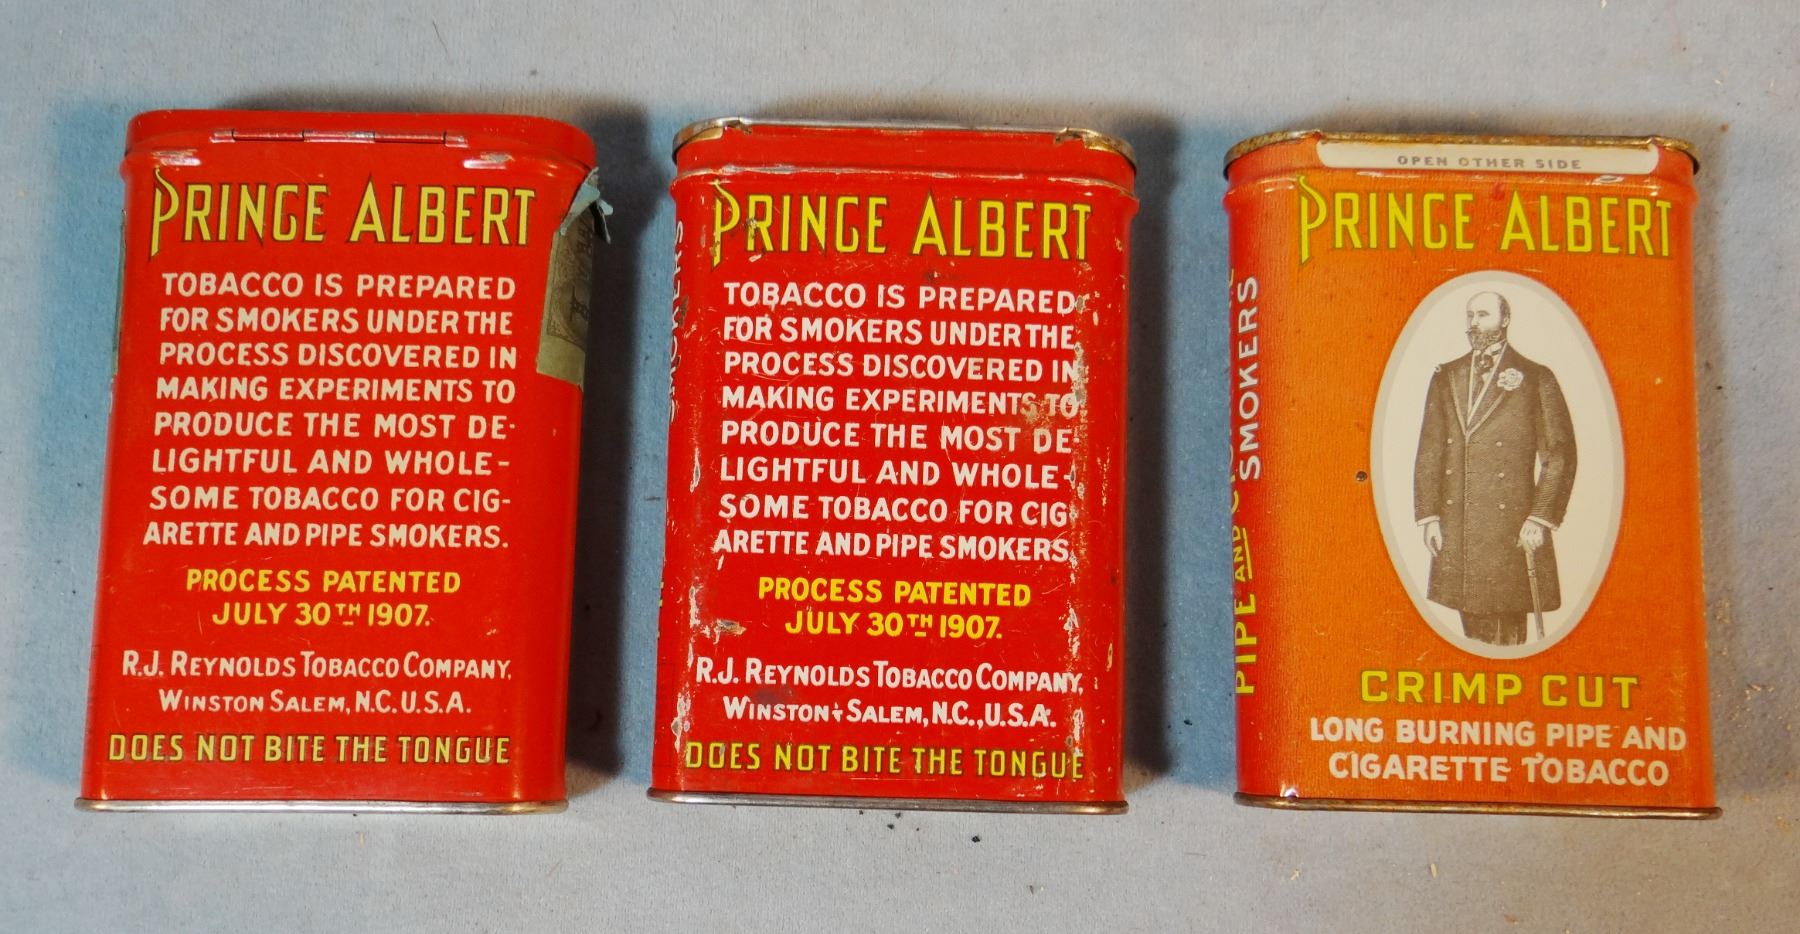 PRINCE ALBERT
TOBACCO IS PREPARED
FOR SMOKERS UNDER THE
PROCESS DISCOVERED IN
MAKING EXPERIMENTS TO
PRODUCE THE MOST DE-
LIGHTFUL AND WHOLE-
SOME TOBACCO FOR CIG-
ARETTE AND PIPE SMOKERS.
PROCESS PATENTED
JULY 30TH 1907.
R.J. REYNOLDS TOBACCO COMPANY,
WINSTON SALEM, N.C. U.S.A.
DOES NOT BITE THE TONGUE
SMOKERS
PRINCE ALBERT
TOBACCO IS PREPARED
FOR SMOKERS UNDER THE
PROCESS DISCOVERED IN
MAKING EXPERIMENTS TO
PRODUCE THE MOST DE-
LIGHTFUL AND WHOLE-
SOME TOBACCO FOR CIG-
ARETTE AND PIPE SMOKERS.
PROCESS PATENTED
JULY 30TH 1907.
R.J. REYNOLDS TOBACCO COMPANY,
WINSTON-SALEM, N.C., U.S.A.
DOES NOT BITE THE TONGUE
PIPE AND
SMOKERS
OPEN OTHER SIDE
PRINCE ALBERT
CRIMP CUT
LONG BURNING PIPE AND
CIGARETTE TOBACCO